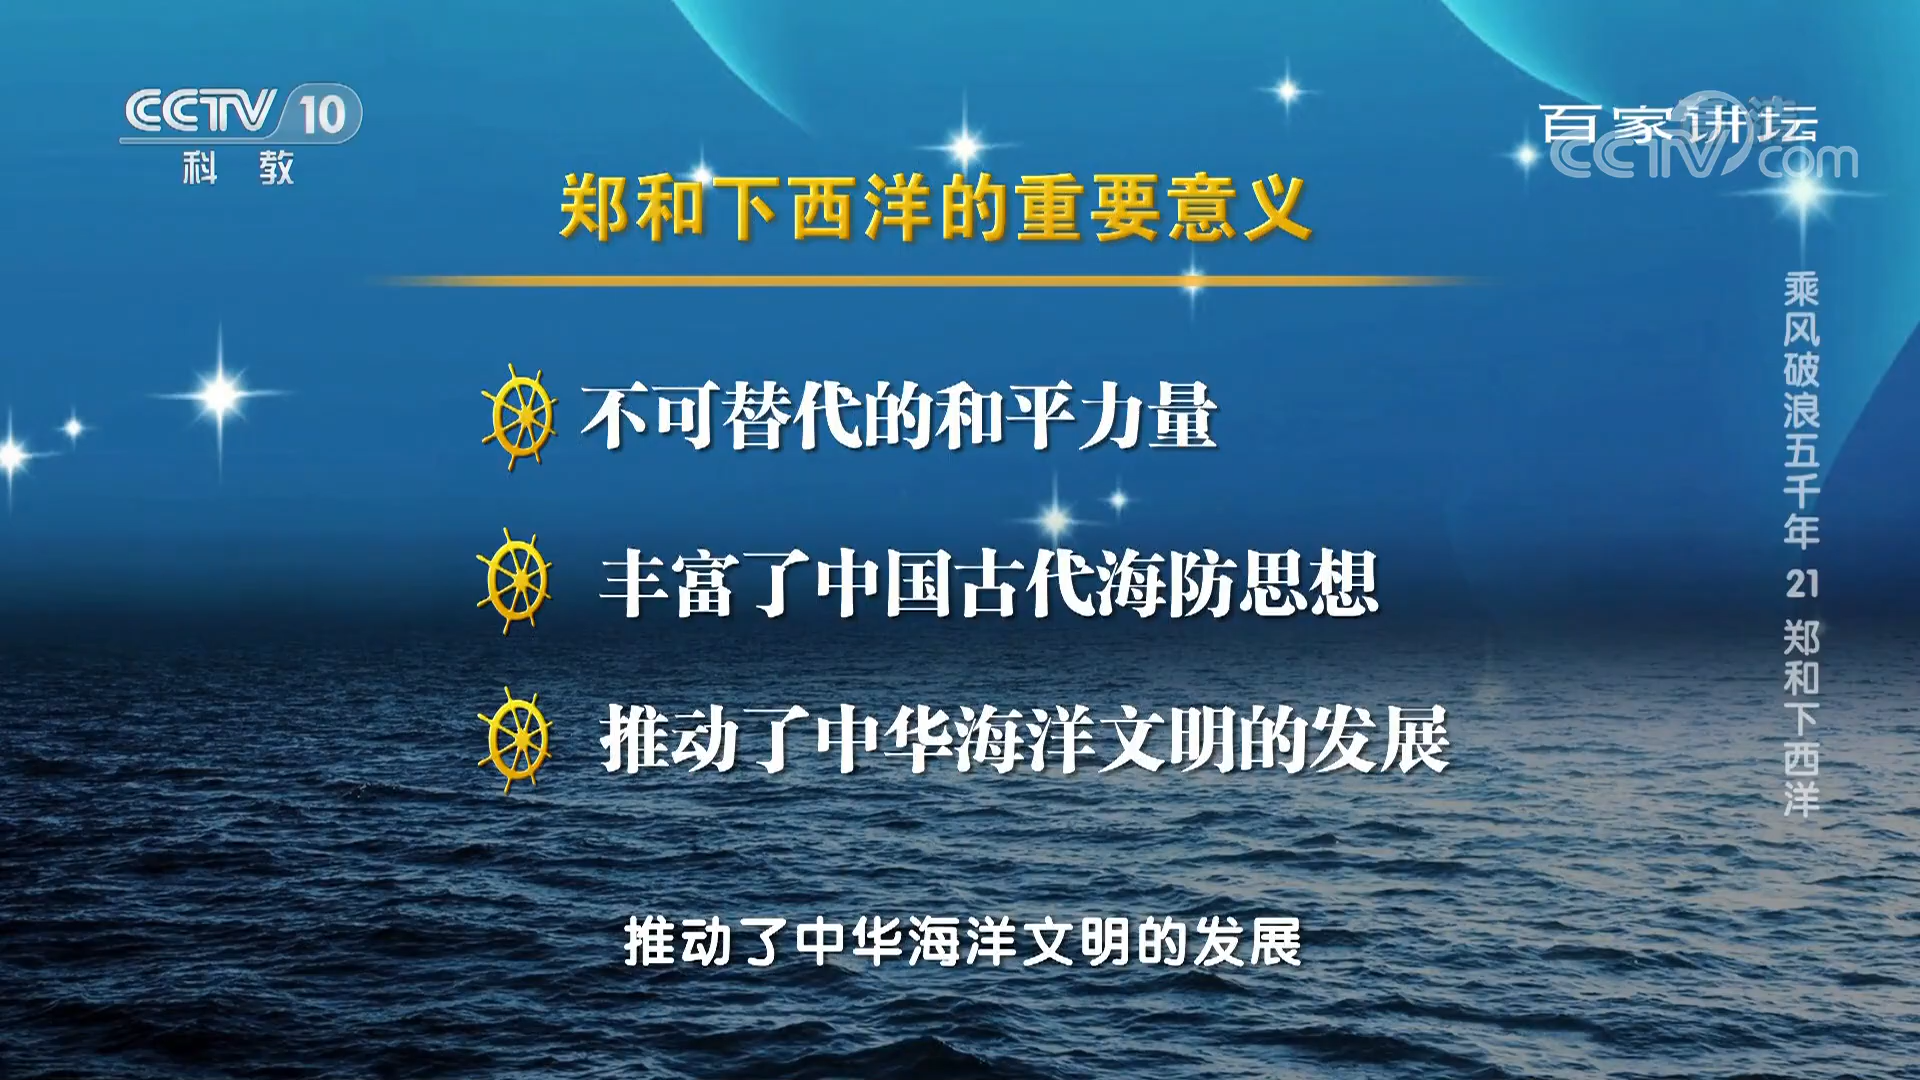 CCTV 10
科教
百家讲坛
CCTV.com
郑和下西洋的重要意义
不可替代的和平力量
丰富了中国古代海防思想
推动了中华海洋文明的发展
乘风破浪五千年 21 郑和下西洋
推动了中华海洋文明的发展